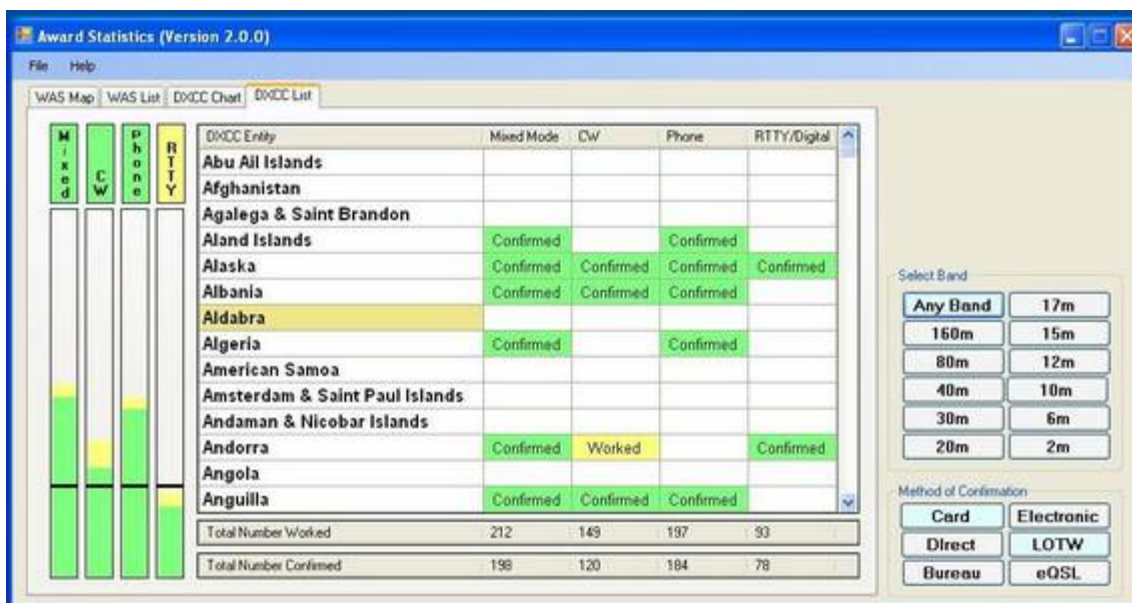 Award Statistics (Version 2.0.0)
File Help
WAS Map WAS List DXCC Chart DXCC List
Mixed CW Phone RTTY
DXCC Entity Mixed Mode CW Phone RTTY/Digital
Abu Ail Islands
Afghanistan
Agalega & Saint Brandon
Aland Islands Confirmed Confirmed
Alaska Confirmed Confirmed Confirmed Confirmed
Albania Confirmed Confirmed Confirmed
Aldabra
Algeria Confirmed Confirmed
American Samoa
Amsterdam & Saint Paul Islands
Andaman & Nicobar Islands
Andorra Confirmed Worked Confirmed
Angola
Anguilla Confirmed Confirmed Confirmed
Total Number Worked 212 149 197 93
Total Number Confirmed 198 120 184 78
Select Band
Any Band 17m
160m 15m
80m 12m
40m 10m
30m 6m
20m 2m
Method of Confirmation
Card Electronic
DIrect LOTW
Bureau eQSL